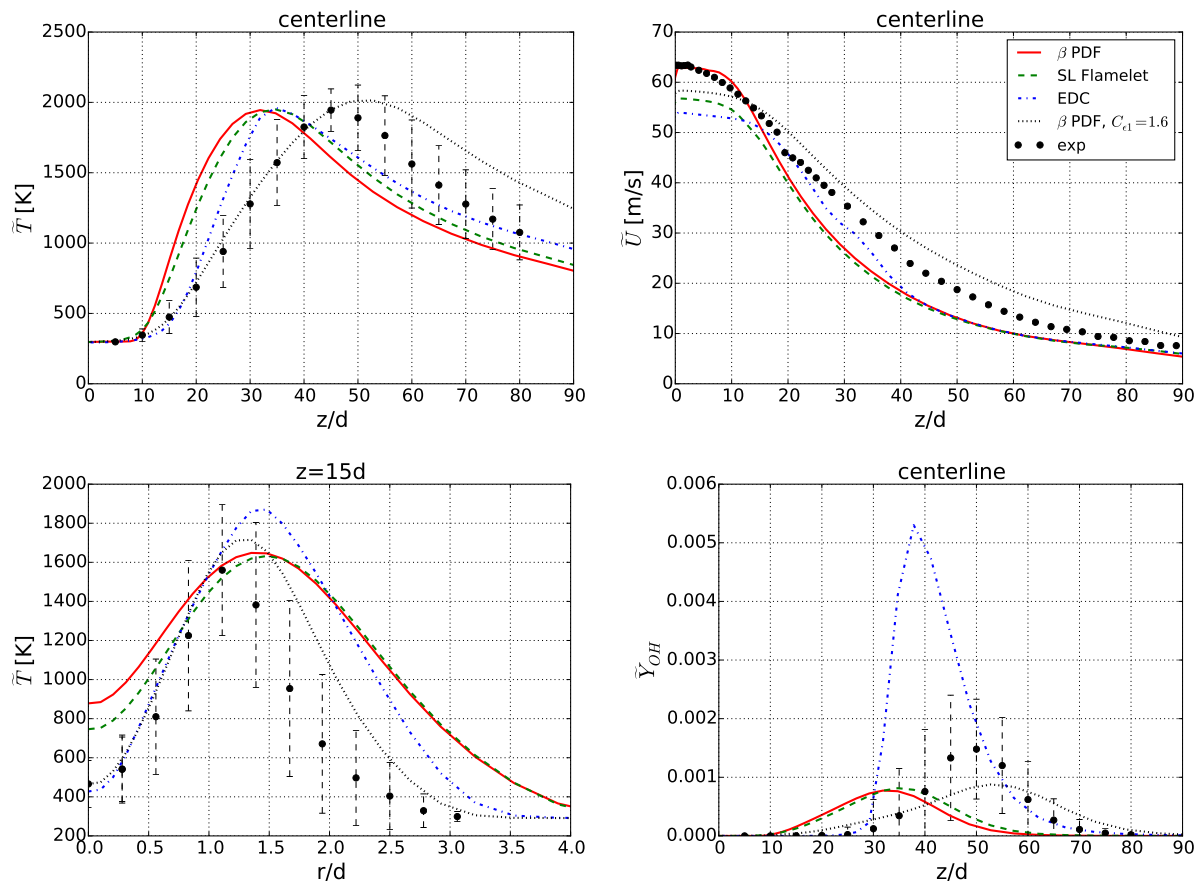 centerline
2500
2000
1500
1000
500
0
T̃ [K]
0 10 20 30 40 50 60 70 80 90
z/d
centerline
70
60
50
40
30
20
10
0
Ũ [m/s]
0 10 20 30 40 50 60 70 80 90
z/d
β PDF
SL Flamelet
EDC
β PDF, Cϵ1=1.6
exp
z=15d
2000
1800
1600
1400
1200
1000
800
600
400
200
T̃ [K]
0.0 0.5 1.0 1.5 2.0 2.5 3.0 3.5 4.0
r/d
centerline
0.006
0.005
0.004
0.003
0.002
0.001
0.000
ỸOH
0 10 20 30 40 50 60 70 80 90
z/d